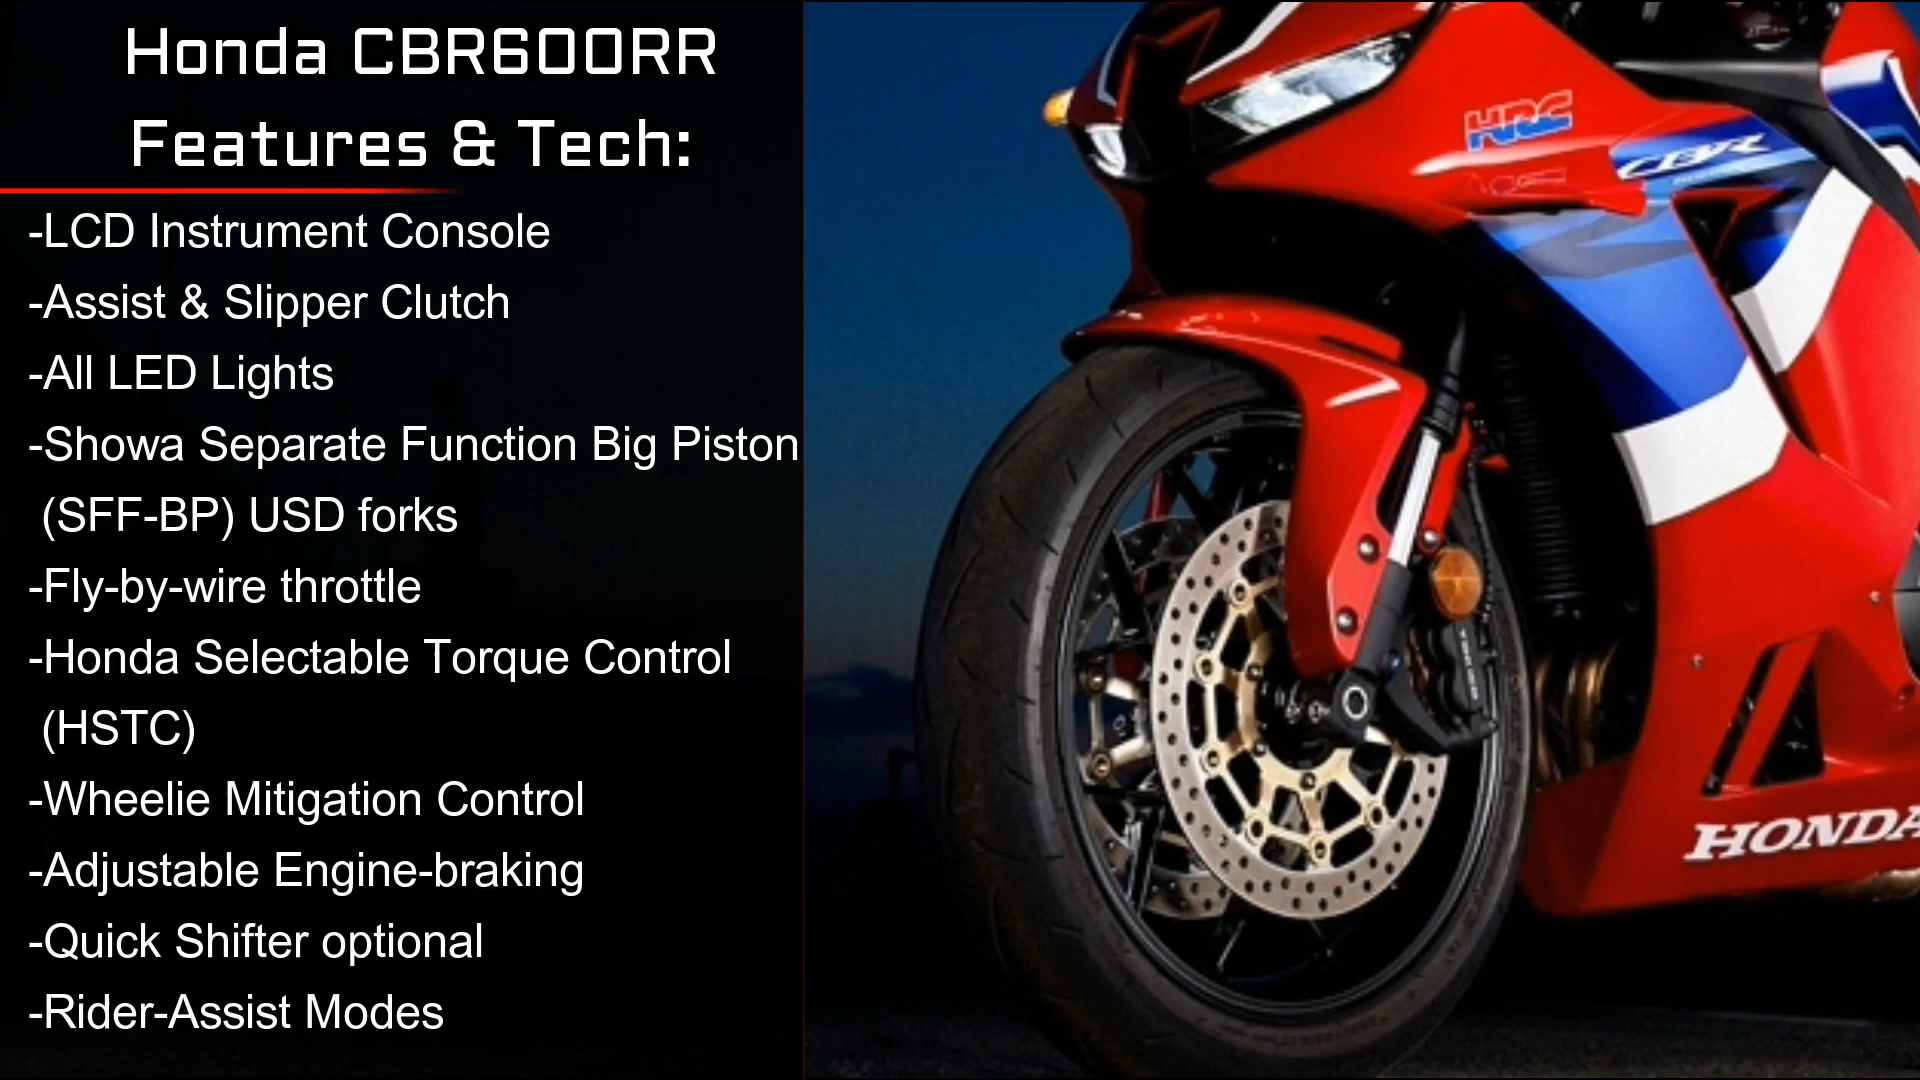 Honda CBR600RR
Features & Tech:
-LCD Instrument Console
-Assist & Slipper Clutch
-All LED Lights
-Showa Separate Function Big Piston
(SFF-BP) USD forks
-Fly-by-wire throttle
-Honda Selectable Torque Control
(HSTC)
-Wheelie Mitigation Control
-Adjustable Engine-braking
-Quick Shifter optional
-Rider-Assist Modes
HRC
CBR
HONDA